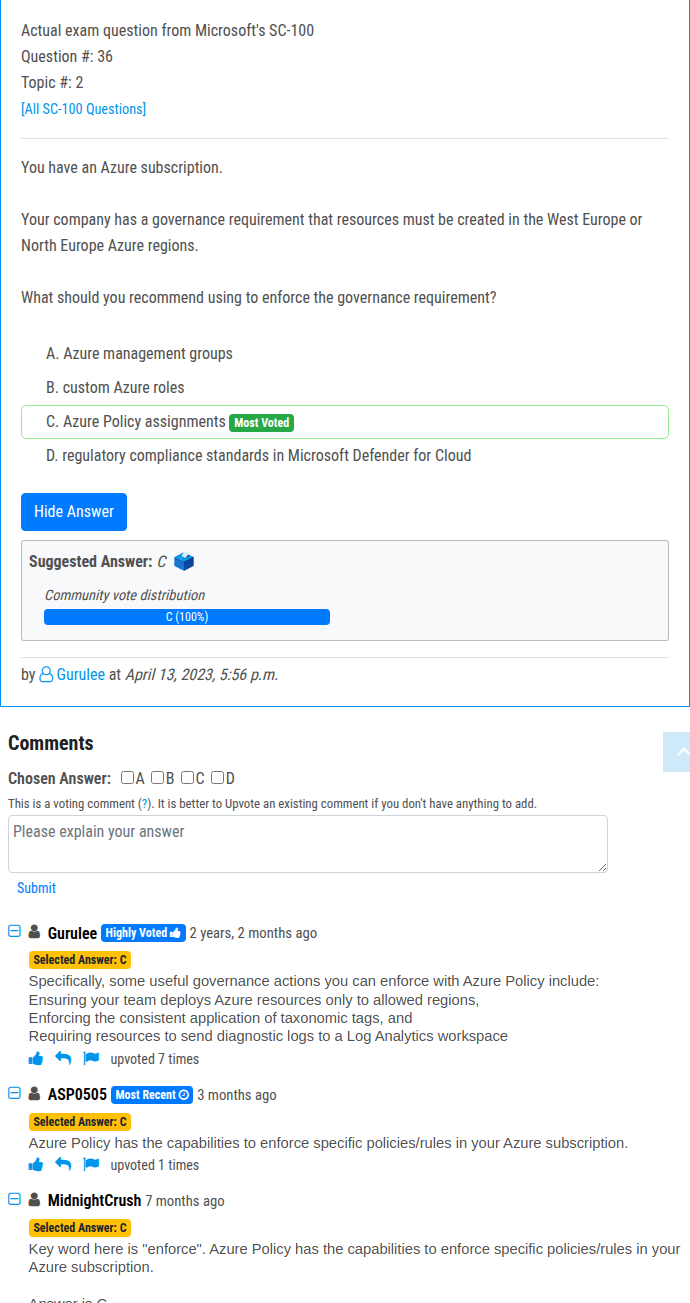 Actual exam question from Microsoft's SC-100
Question #: 36
Topic #: 2
[All SC-100 Questions]
You have an Azure subscription.
Your company has a governance requirement that resources must be created in the West Europe or
North Europe Azure regions.
What should you recommend using to enforce the governance requirement?
A. Azure management groups
B. custom Azure roles
C. Azure Policy assignments Most Voted
D. regulatory compliance standards in Microsoft Defender for Cloud
Hide Answer
Suggested Answer: C
Community vote distribution
C (100%)
by Gurulee at April 13, 2023, 5:56 p.m.
Comments
Chosen Answer: A B C D
This is a voting comment (?). It is better to Upvote an existing comment if you don't have anything to add.
Please explain your answer
Submit
Gurulee Highly Voted 2 years, 2 months ago
Selected Answer: C
Specifically, some useful governance actions you can enforce with Azure Policy include:
Ensuring your team deploys Azure resources only to allowed regions,
Enforcing the consistent application of taxonomic tags, and
Requiring resources to send diagnostic logs to a Log Analytics workspace
upvoted 7 times
ASP0505 Most Recent 3 months ago
Selected Answer: C
Azure Policy has the capabilities to enforce specific policies/rules in your Azure subscription.
upvoted 1 times
MidnightCrush 7 months ago
Selected Answer: C
Key word here is "enforce". Azure Policy has the capabilities to enforce specific policies/rules in your
Azure subscription.
Answer is C